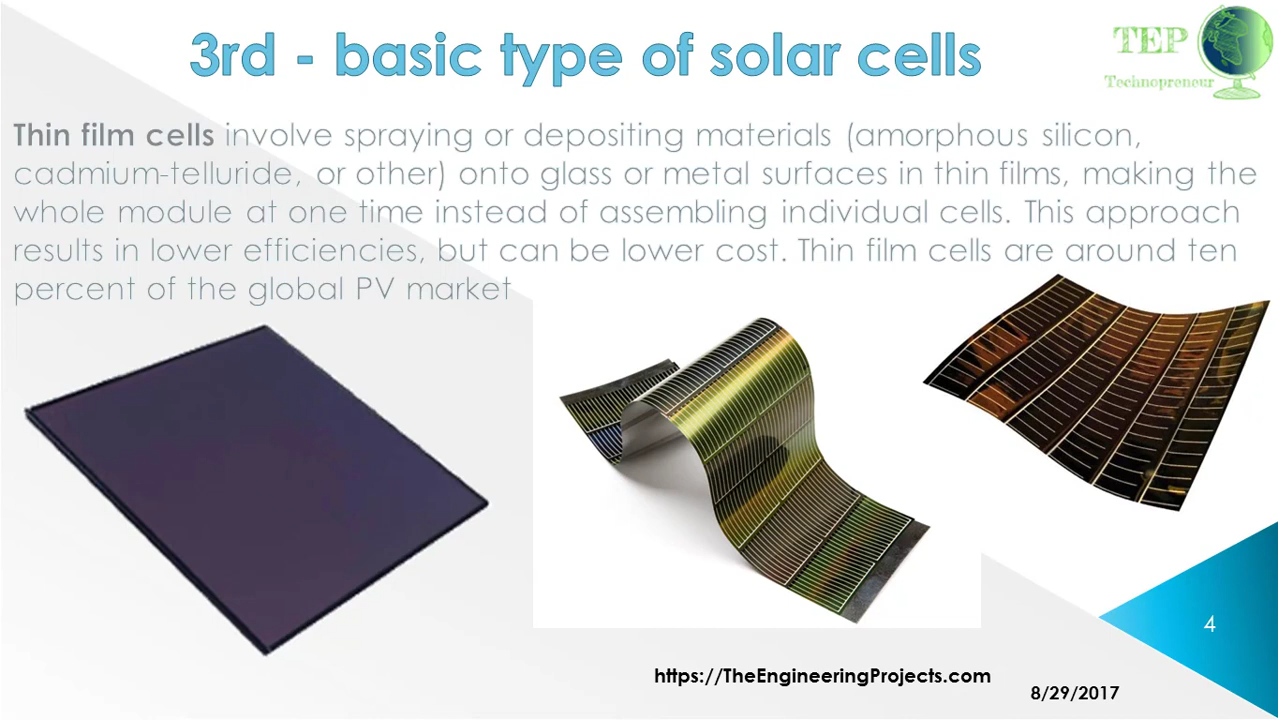 3rd - basic type of solar cells
TEP
Technopreneur
Thin film cells involve spraying or depositing materials (amorphous silicon,
cadmium-telluride, or other) onto glass or metal surfaces in thin films, making the
whole module at one time instead of assembling individual cells. This approach
results in lower efficiencies, but can be lower cost. Thin film cells are around ten
percent of the global PV market
4
https://TheEngineeringProjects.com
8/29/2017